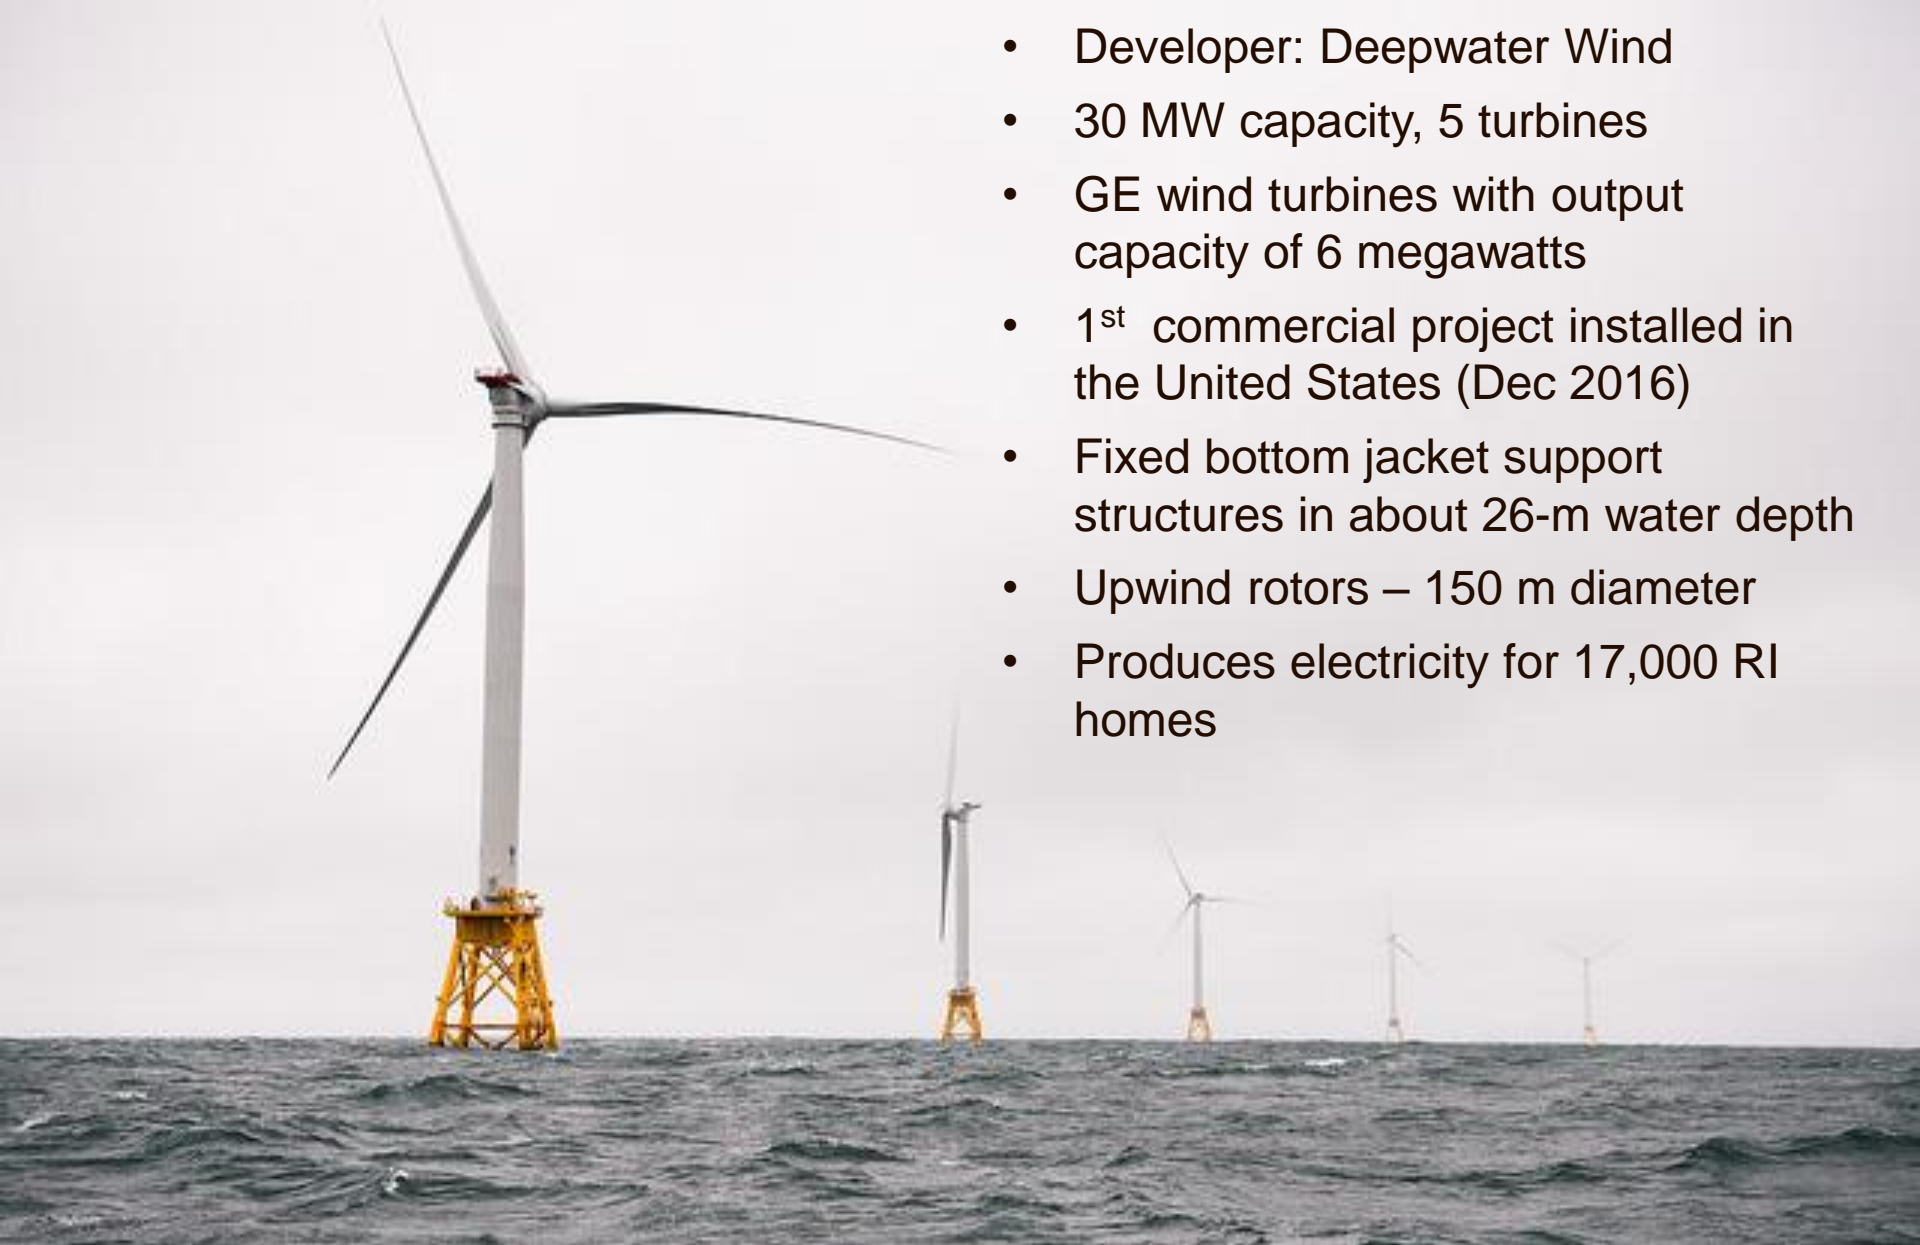 • Developer: Deepwater Wind
• 30 MW capacity, 5 turbines
• GE wind turbines with output
capacity of 6 megawatts
• 1st commercial project installed in
the United States (Dec 2016)
• Fixed bottom jacket support
structures in about 26-m water depth
• Upwind rotors – 150 m diameter
• Produces electricity for 17,000 RI
homes